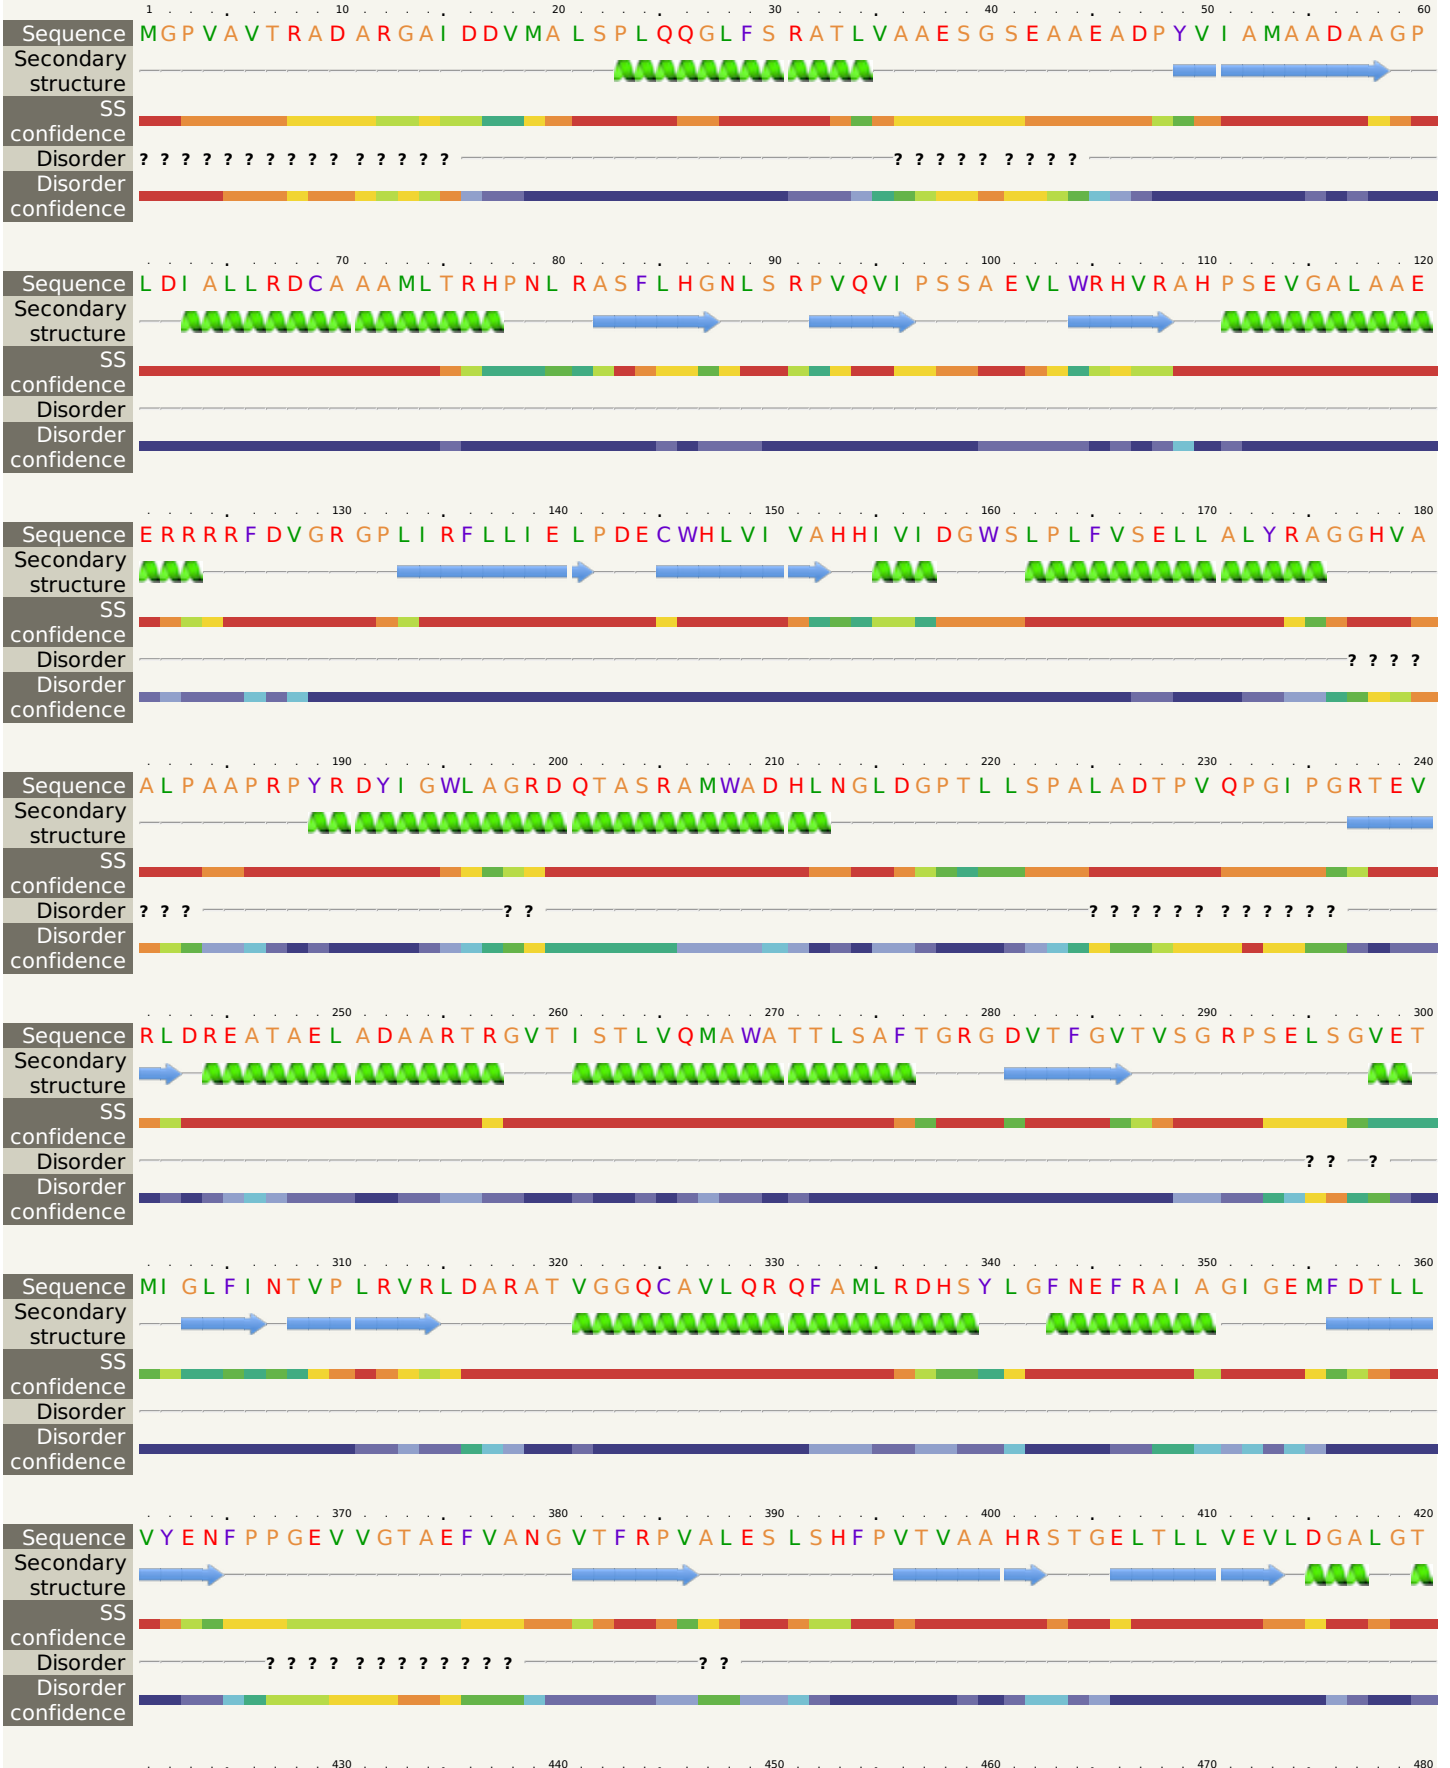 1 10 20 30 40 50 60
Sequence MGPVAVTRADARGAIDDVMALSPLQQGLFSRATLVAAESGSEAAEADPYVIAMAADAAGP
Secondary structure
SS confidence
Disorder ? ? ? ? ? ? ? ? ? ? ? ? ? ? ? ? ? ? ? ? ? ? ? ?
Disorder confidence
70 80 90 100 110 120
Sequence LDIALLRDCAAAMLTRHPNLRASFLHGNLSRPVQVIPSSAEVLWRHVRAHPSEVGALAAE
Secondary structure
SS confidence
Disorder
Disorder confidence
130 140 150 160 170 180
Sequence ERRRRFDVGRGPLIRFLLIELPDECWHLVIVAHHIVIDGWSLPLFVSELLALYRAGGHVA
Secondary structure
SS confidence
Disorder ? ? ? ?
Disorder confidence
190 200 210 220 230 240
Sequence ALPAAPRPYRDYIGWLAGRDQTASRAMWADHLNGLDGPTLLSPALADTPVQPGIPGRTEV
Secondary structure
SS confidence
Disorder ? ? ? ? ? ? ? ? ? ? ? ? ? ? ? ? ?
Disorder confidence
250 260 270 280 290 300
Sequence RLDREATAELADAARTRGVTISTLVQMAWATTLSAFTGRGDVTFGVTVSGRPSELSGVET
Secondary structure
SS confidence
Disorder ? ? ?
Disorder confidence
310 320 330 340 350 360
Sequence MIGLFINTVPLRVRLDARATVGGQCAVLQRQFAMLRDHSYLGFNEFRAIAGIGEMFDTLL
Secondary structure
SS confidence
Disorder
Disorder confidence
370 380 390 400 410 420
Sequence VYENFPPGEVVGTAEFVANGVTFRPVALESLSHFPVTVAAHRSTGELTLLVEVLDGALGT
Secondary structure
SS confidence
Disorder ? ? ? ? ? ? ? ? ? ? ? ? ? ?
Disorder confidence
430 440 450 460 470 480